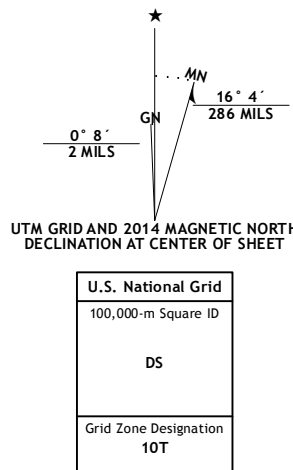 ★
MN
GN
16° 4´
286 MILS
0° 8´
2 MILS
UTM GRID AND 2014 MAGNETIC NORTH
DECLINATION AT CENTER OF SHEET
U.S. National Grid
100,000-m Square ID
DS
Grid Zone Designation
10T